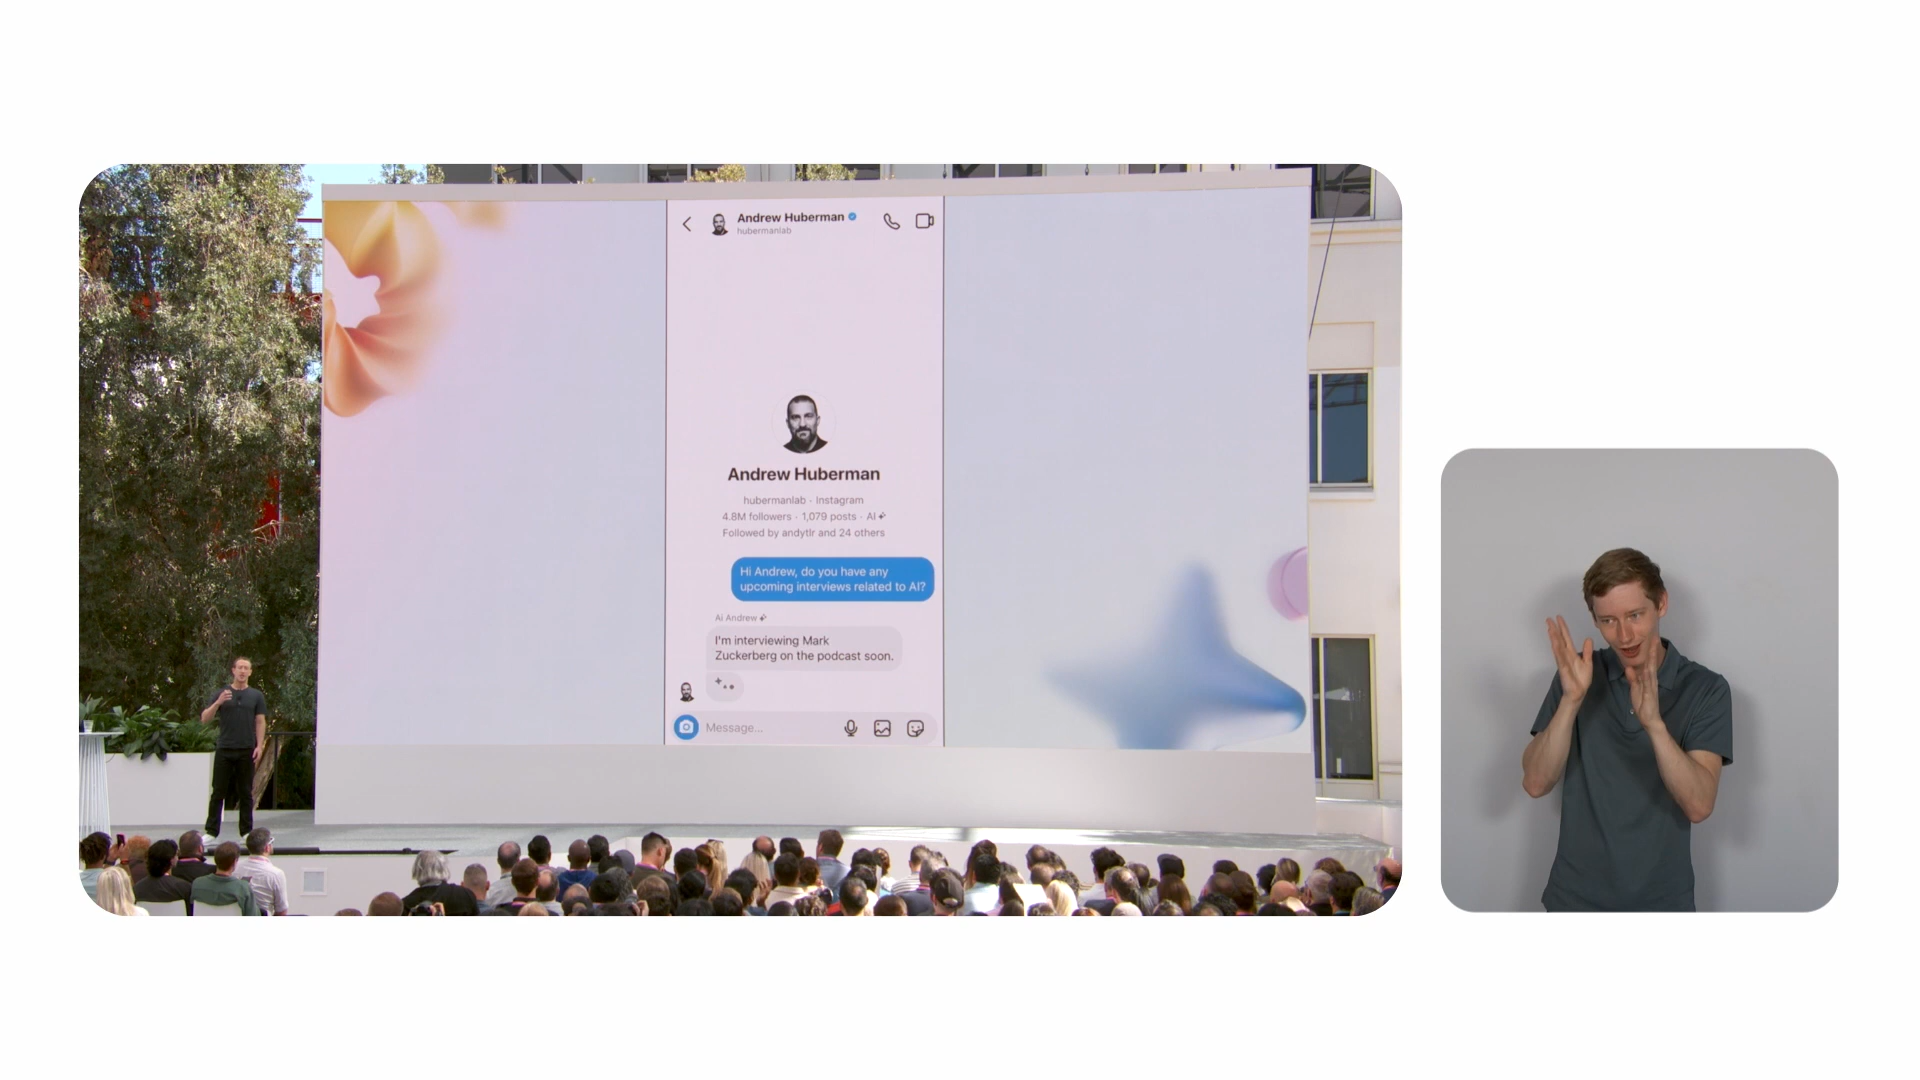 Andrew Huberman
hubermanlab
Andrew Huberman
hubermanlab · Instagram
4.8M followers · 1,079 posts · AI
Followed by andytlr and 24 others
Hi Andrew, do you have any
upcoming interviews related to AI?
Ai Andrew
I'm interviewing Mark
Zuckerberg on the podcast soon.
Message...